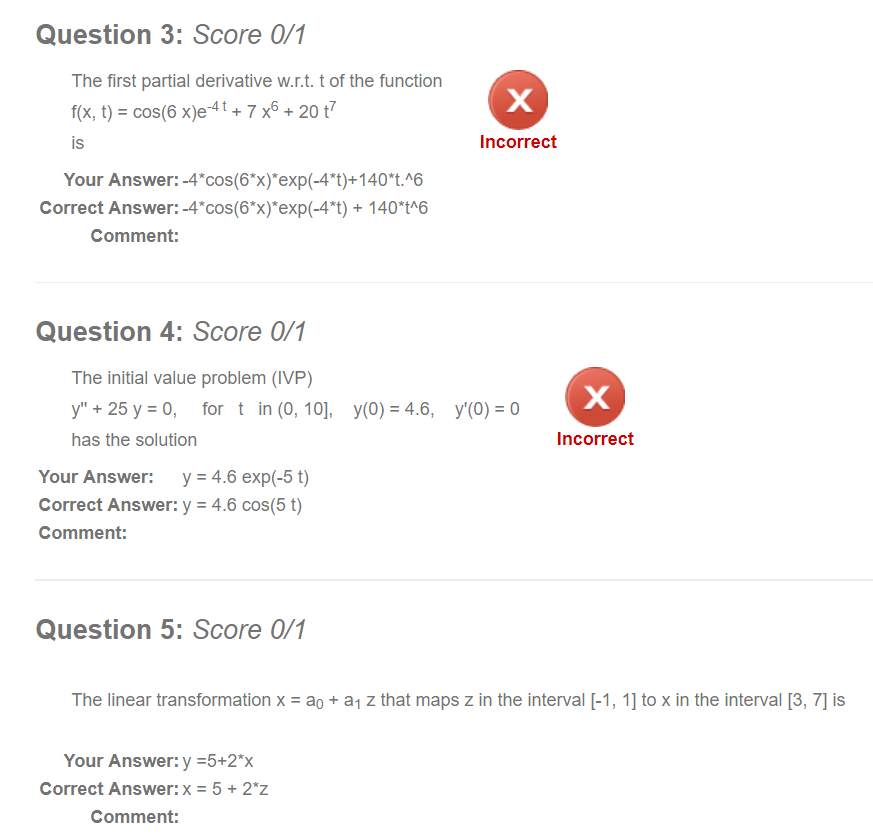 Question 3: Score 0/1
The first partial derivative w.r.t. t of the function
f(x, t) = cos(6 x)e⁻⁴ ᵗ + 7 x⁶ + 20 t⁷
is
Incorrect
Your Answer: -4*cos(6*x)*exp(-4*t)+140*t.^6
Correct Answer: -4*cos(6*x)*exp(-4*t) + 140*t^6
Comment:
Question 4: Score 0/1
The initial value problem (IVP)
y" + 25 y = 0, for t in (0, 10], y(0) = 4.6, y'(0) = 0
has the solution
Incorrect
Your Answer: y = 4.6 exp(-5 t)
Correct Answer: y = 4.6 cos(5 t)
Comment:
Question 5: Score 0/1
The linear transformation x = a₀ + a₁ z that maps z in the interval [-1, 1] to x in the interval [3, 7] is
Your Answer: y =5+2*x
Correct Answer: x = 5 + 2*z
Comment: